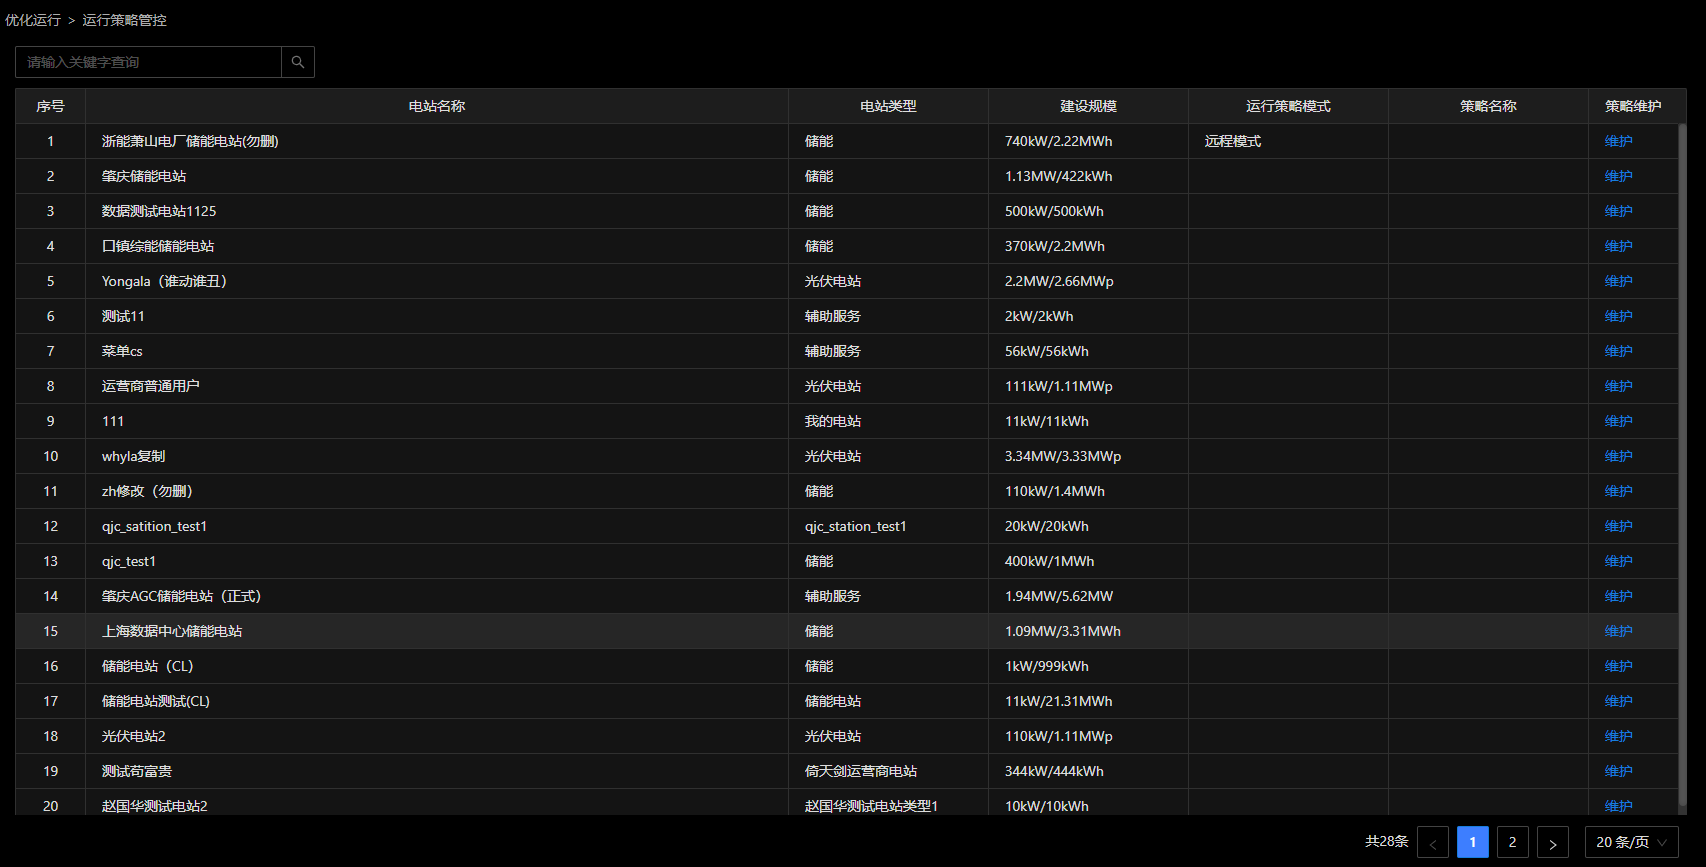 优化运行 > 运行策略管控
请输入关键字查询
序号 电站名称 电站类型 建设规模 运行策略模式 策略名称 策略维护
1 浙能萧山电厂储能电站(勿删) 储能 740kW/2.22MWh 远程模式 维护
2 肇庆储能电站 储能 1.13MW/422kWh 维护
3 数据测试电站1125 储能 500kW/500kWh 维护
4 口镇综能储能电站 储能 370kW/2.2MWh 维护
5 Yongala（谁动谁丑） 光伏电站 2.2MW/2.66MWp 维护
6 测试11 辅助服务 2kW/2kWh 维护
7 菜单cs 辅助服务 56kW/56kWh 维护
8 运营商普通用户 光伏电站 111kW/1.11MWp 维护
9 111 我的电站 11kW/11kWh 维护
10 whyla复制 光伏电站 3.34MW/3.33MWp 维护
11 zh修改（勿删） 储能 110kW/1.4MWh 维护
12 qjc_satition_test1 qjc_station_test1 20kW/20kWh 维护
13 qjc_test1 储能 400kW/1MWh 维护
14 肇庆AGC储能电站（正式） 辅助服务 1.94MW/5.62MW 维护
15 上海数据中心储能电站 储能 1.09MW/3.31MWh 维护
16 储能电站（CL） 储能 1kW/999kWh 维护
17 储能电站测试(CL) 储能电站 11kW/21.31MWh 维护
18 光伏电站2 光伏电站 110kW/1.11MWp 维护
19 测试苟富贵 倚天剑运营商电站 344kW/444kWh 维护
20 赵国华测试电站2 赵国华测试电站类型1 10kW/10kWh 维护
共28条 < 1 2 > 20 条/页